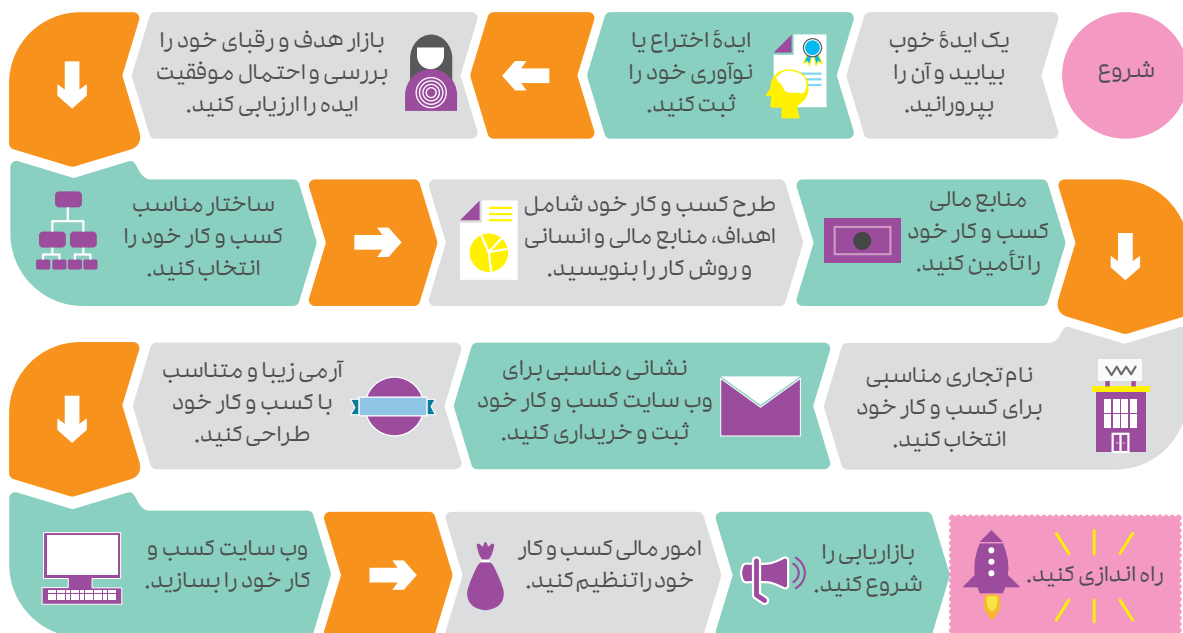 شروع
یک ایدۀ خوب
بیابید و آن را
بپرورانید.
ایدۀ اختراع یا
نوآوری خود را
ثبت کنید.
بازار هدف و رقبای خود را
بررسی و احتمال موفقیت
ایده را ارزیابی کنید.
ساختار مناسب
کسب و کار خود را
انتخاب کنید.
طرح کسب و کار خود شامل
اهداف، منابع مالی و انسانی
و روش کار را بنویسید.
منابع مالی
کسب و کار خود
را تأمین کنید.
نام تجاری مناسبی
برای کسب و کار خود
انتخاب کنید.
نشانی مناسبی برای
وب سایت کسب و کار خود
ثبت و خریداری کنید.
آرمی زیبا و متناسب
با کسب و کار خود
طراحی کنید.
وب سایت کسب و
کار خود را بسازید.
امور مالی کسب و کار
خود را تنظیم کنید.
بازاریابی را
شروع کنید.
راه اندازی کنید.